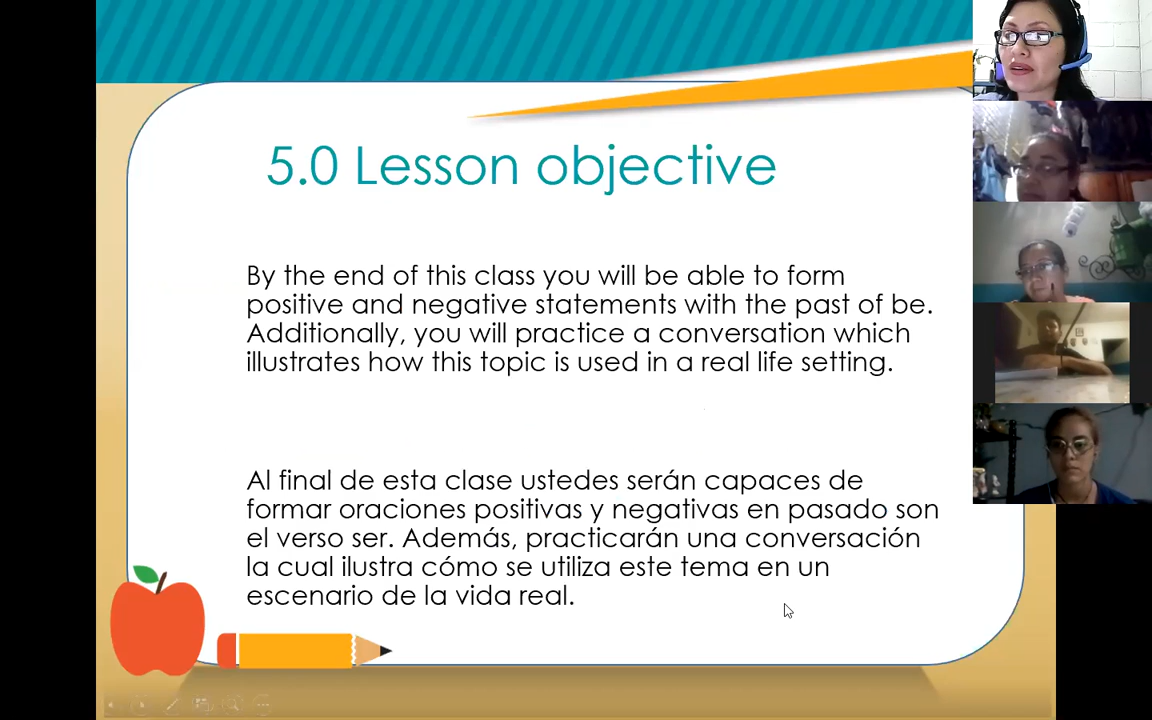 5.0 Lesson objective
By the end of this class you will be able to form
positive and negative statements with the past of be.
Additionally, you will practice a conversation which
illustrates how this topic is used in a real life setting.
Al final de esta clase ustedes serán capaces de
formar oraciones positivas y negativas en pasado son
el verso ser. Además, practicarán una conversación
la cual ilustra cómo se utiliza este tema en un
escenario de la vida real.